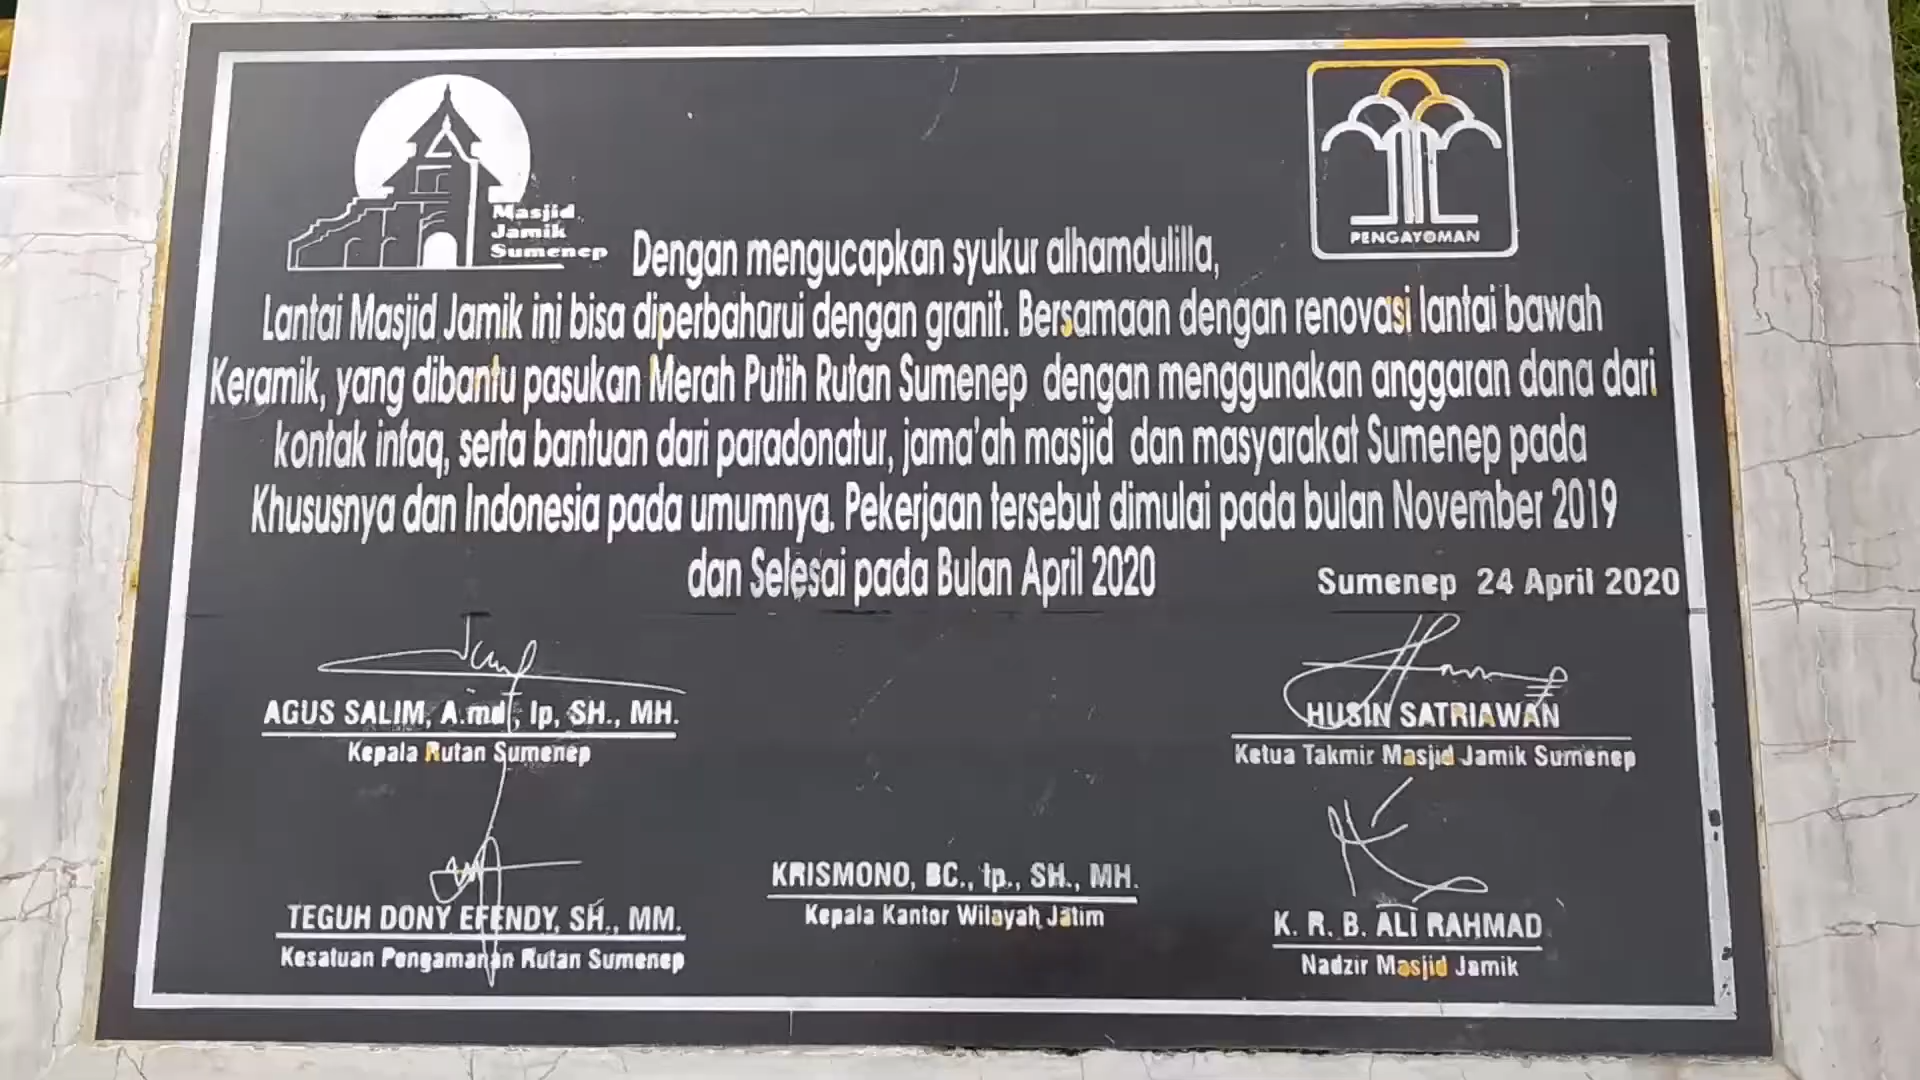 Masjid
Jamik
Sumenep
PENGAYOMAN
Dengan mengucapkan syukur alhamdulilla,
Lantai Masjid Jamik ini bisa diperbahurui dengan granit. Bersamaan dengan renovasi lantai bawah
Keramik, yang dibantu pasukan Merah Putih Rutan Sumenep dengan menggunakan anggaran dana dari
kontak infaq, serta bantuan dari paradonatur, jama'ah masjid dan masyarakat Sumenep pada
Khususnya dan Indonesia pada umumnya. Pekerjaan tersebut dimulai pada bulan November 2019
dan Selesai pada Bulan April 2020
Sumenep 24 April 2020
AGUS SALIM, A.md., Ip, SH., MH.
Kepala Rutan Sumenep
HUSIN SATRIAWAN
Ketua Takmir Masjid Jamik Sumenep
TEGUH DONY EFENDY, SH., MM.
Kesatuan Pengamanan Rutan Sumenep
KRISMONO, BC., Ip., SH., MH.
Kepala Kantor Wilayah Jatim
K. R. B. ALI RAHMAD
Nadzir Masjid Jamik